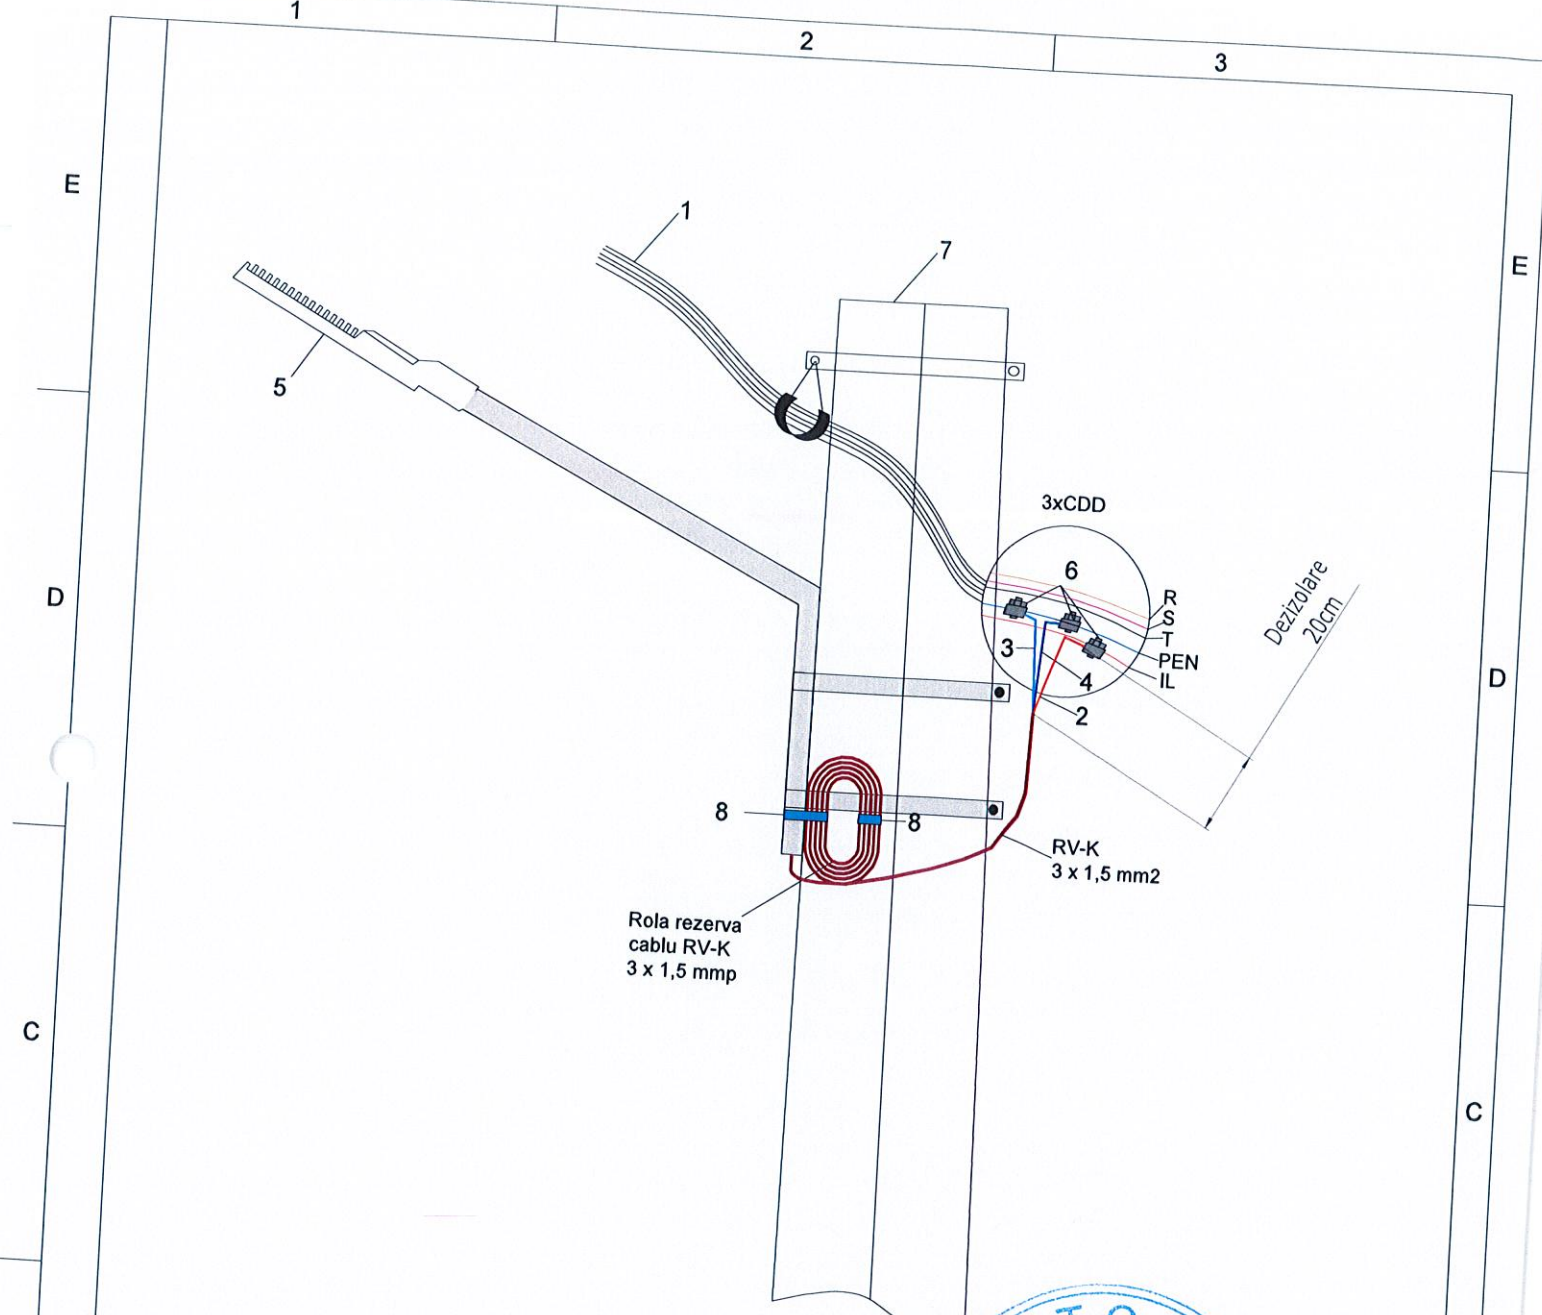 1
2
3
E
E
1
7
5
3xCDD
6
R
S
T
PEN
IL
3
4
2
Dezizolare
20cm
D
D
8
8
RV-K
3 x 1,5 mm2
Rola rezerva
cablu RV-K
3 x 1,5 mmp
C
C
T O